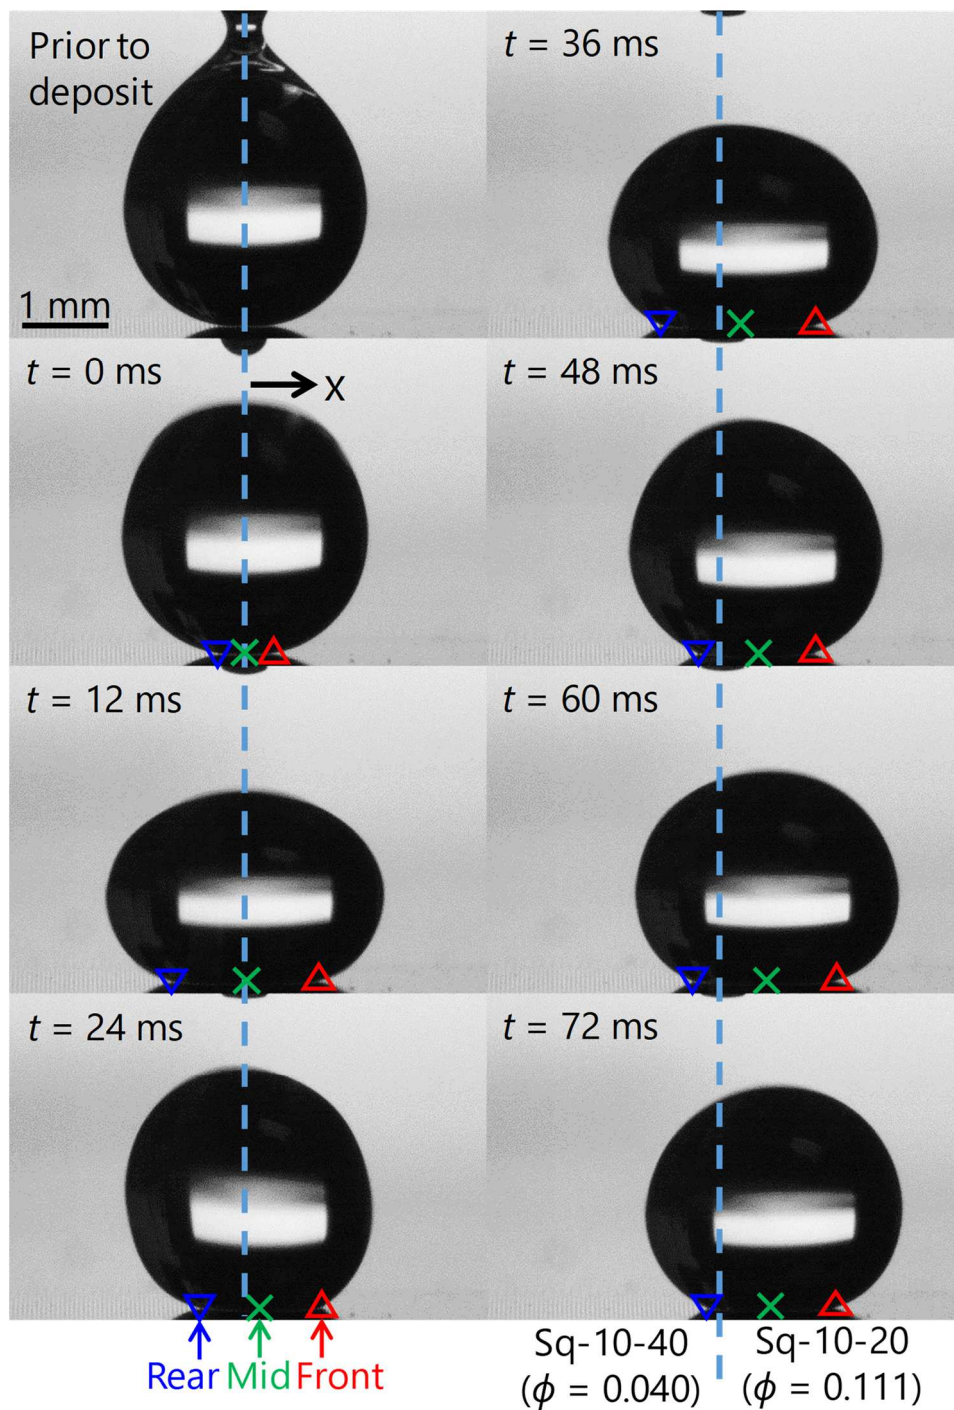 Prior to
deposit
1 mm
t = 36 ms
t = 0 ms
X
t = 48 ms
t = 12 ms
t = 60 ms
t = 24 ms
t = 72 ms
Rear Mid Front
Sq-10-40
(ϕ = 0.040)
Sq-10-20
(ϕ = 0.111)